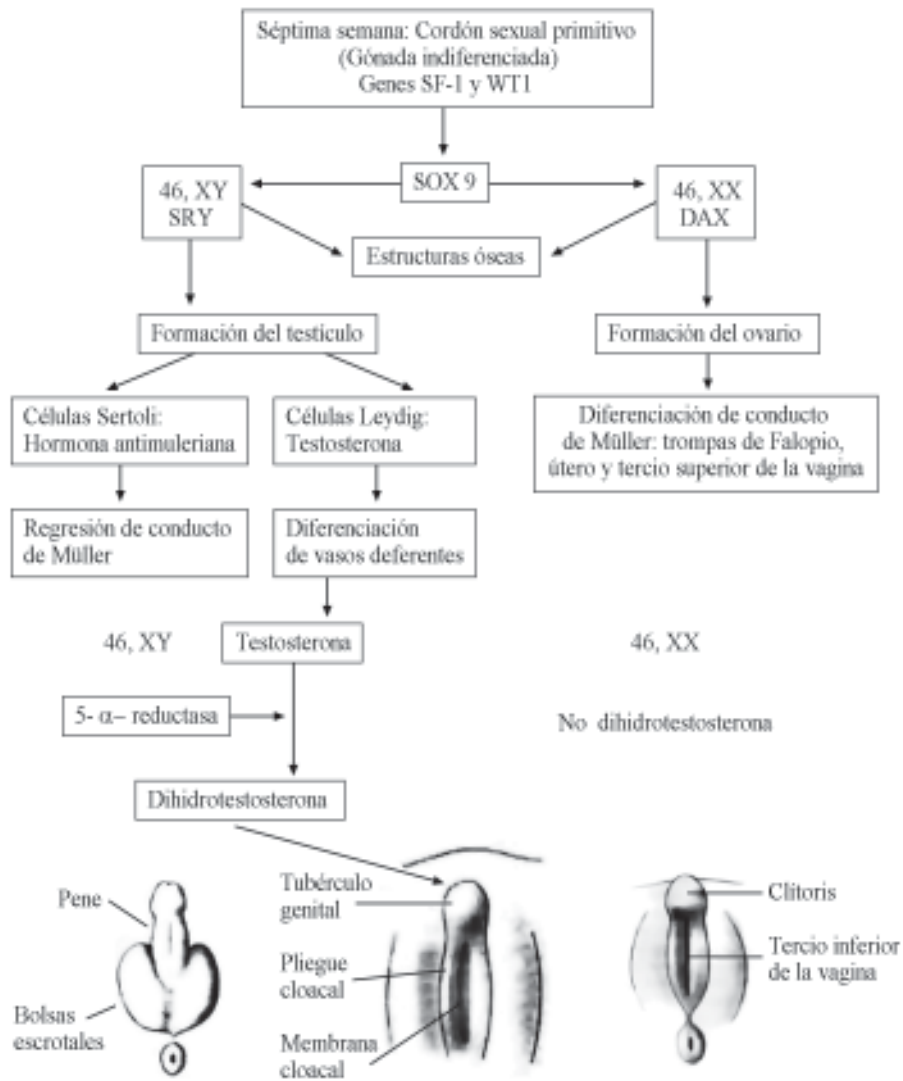 Séptima semana: Cordón sexual primitivo
(Gónada indiferenciada)
Genes SF-1 y WT1
SOX 9
46, XY
SRY
46, XX
DAX
Estructuras óseas
Formación del testículo
Formación del ovario
Células Sertoli:
Hormona antimuleriana
Células Leydig:
Testosterona
Diferenciación de conducto
de Müller: trompas de Falopio,
útero y tercio superior de la vagina
Regresión de conducto
de Müller
Diferenciación
de vasos deferentes
46, XY
Testosterona
46, XX
5- α– reductasa
No dihidrotestosterona
Dihidrotestosterona
Pene
Bolsas
escrotales
Tubérculo
genital
Pliegue
cloacal
Membrana
cloacal
Clítoris
Tercio inferior
de la vagina